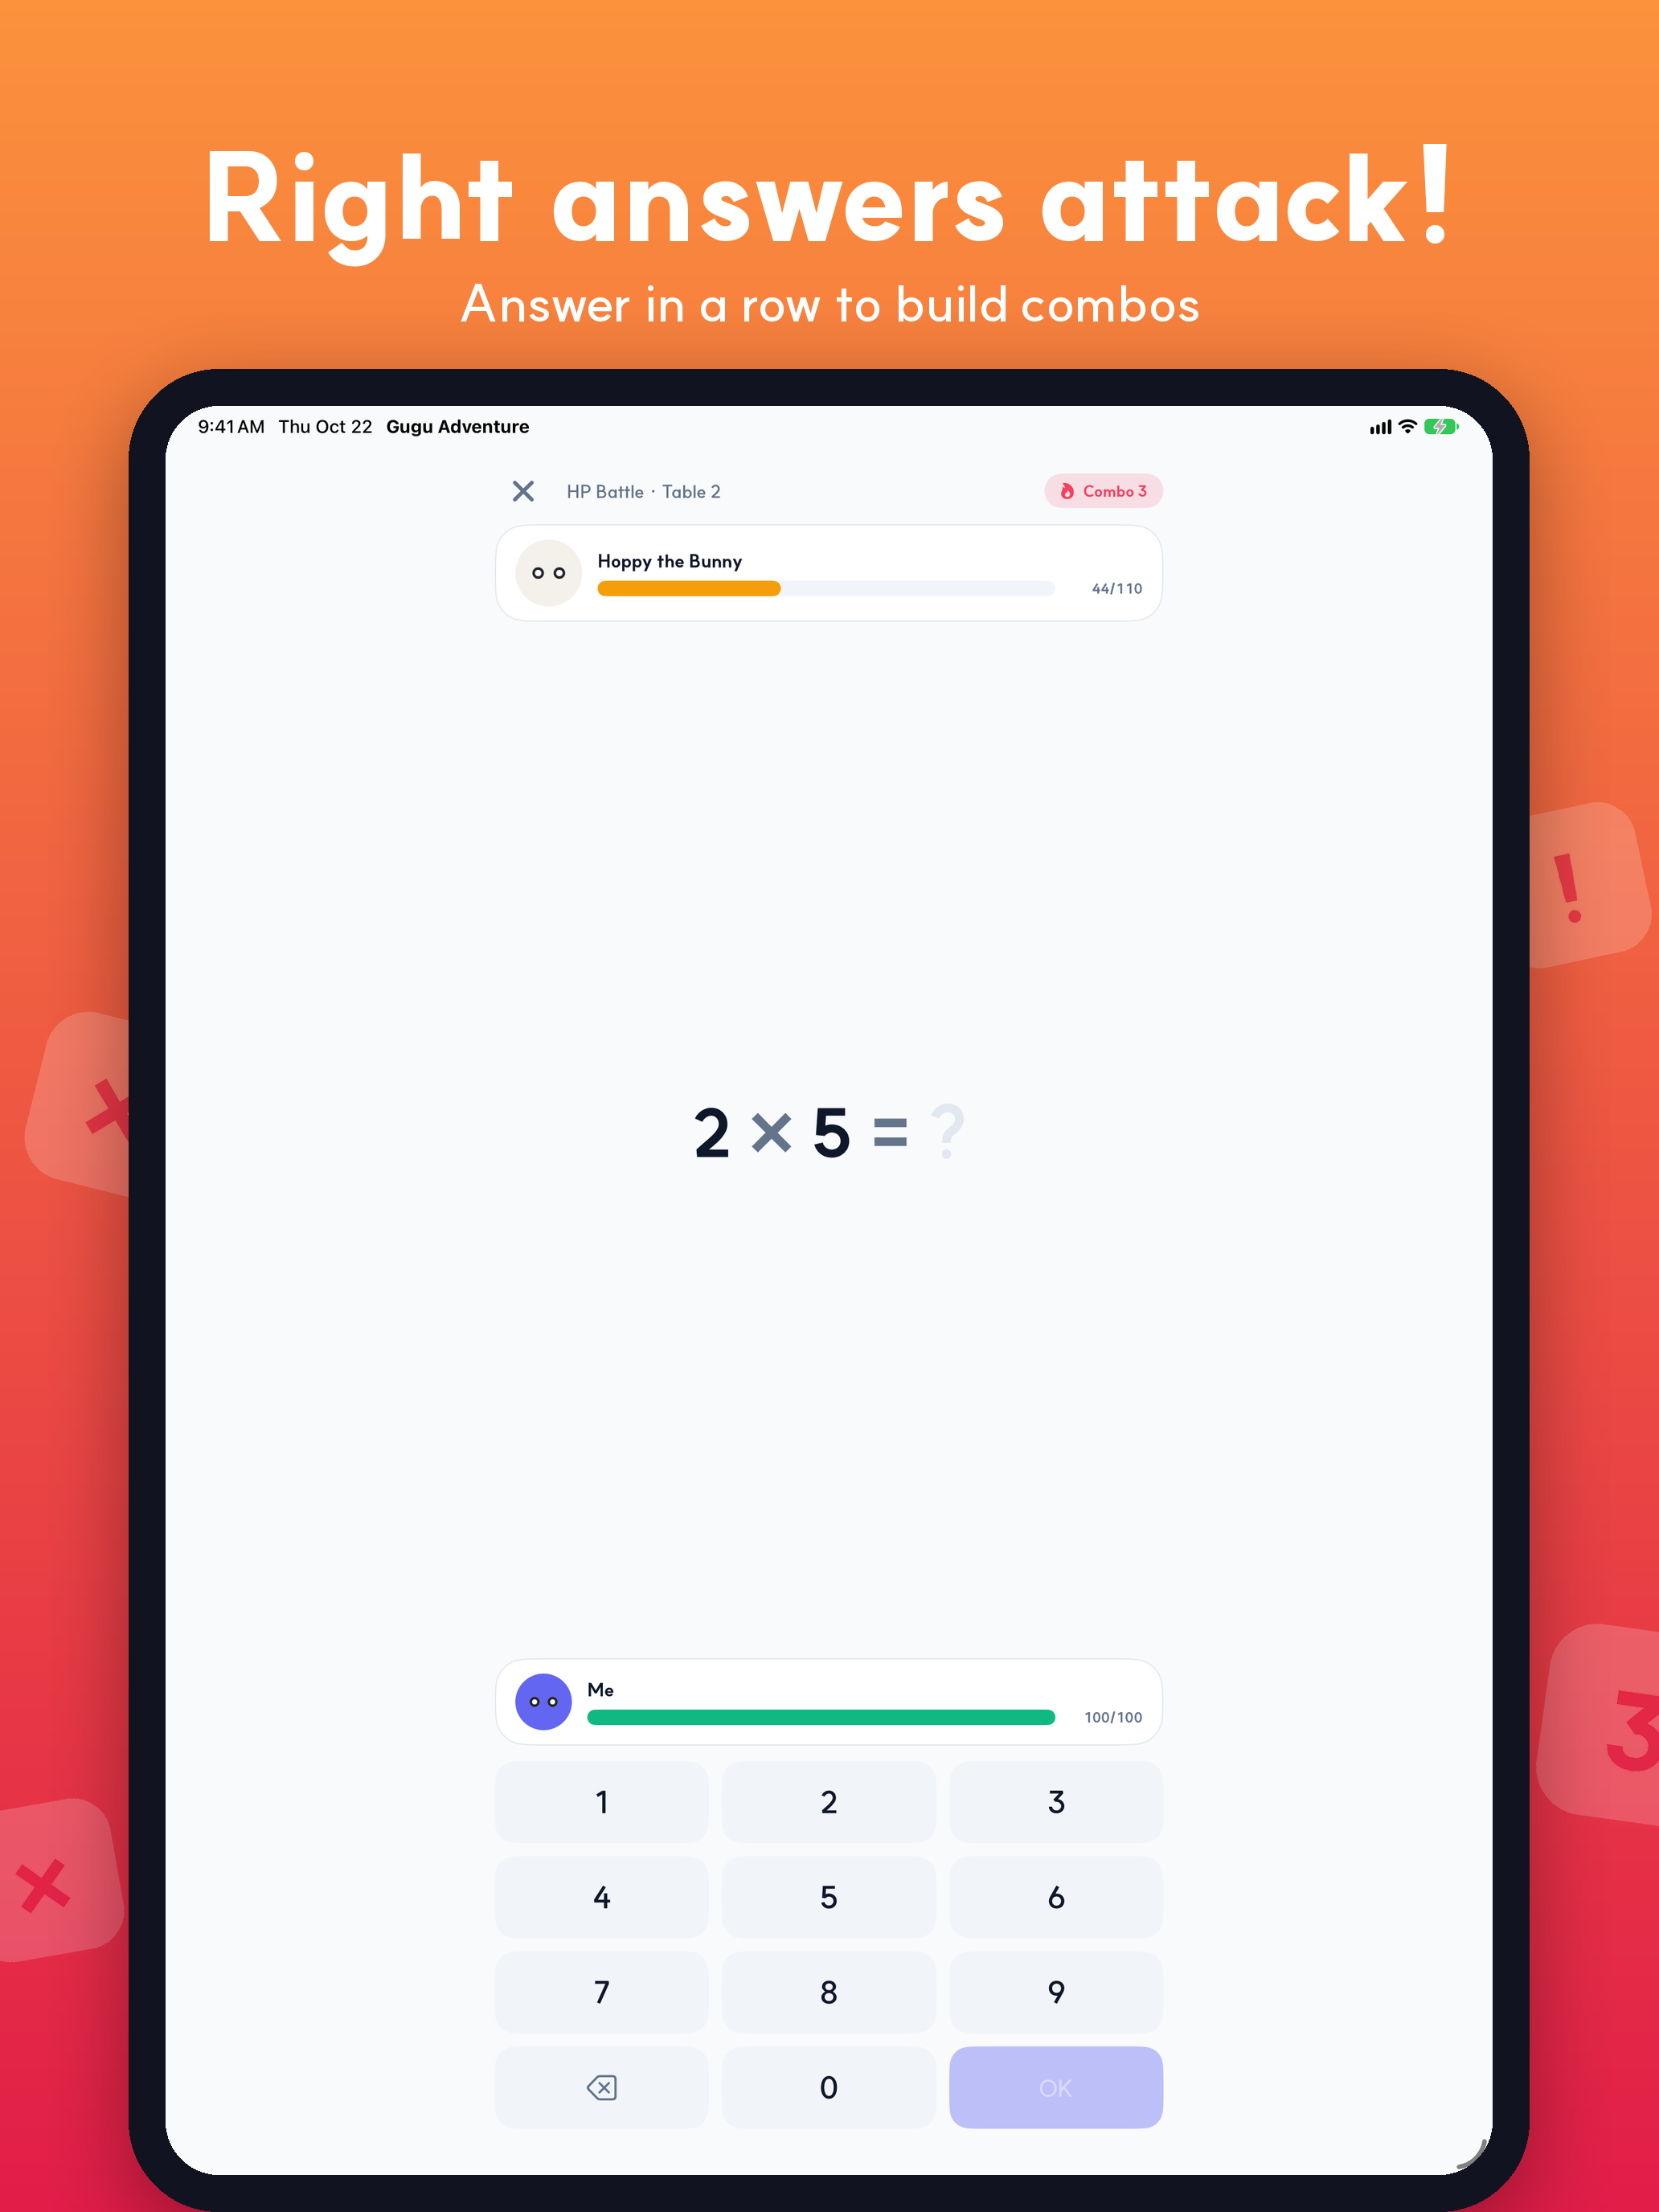 Right answers attack!
Answer in a row to build combos
9:41 AM Thu Oct 22 Gugu Adventure
HP Battle · Table 2
Combo 3
Hoppy the Bunny
44/110
!
×
2 × 5 = ?
3
Me
100/100
1 2 3
×
4 5 6
7 8 9
0 OK